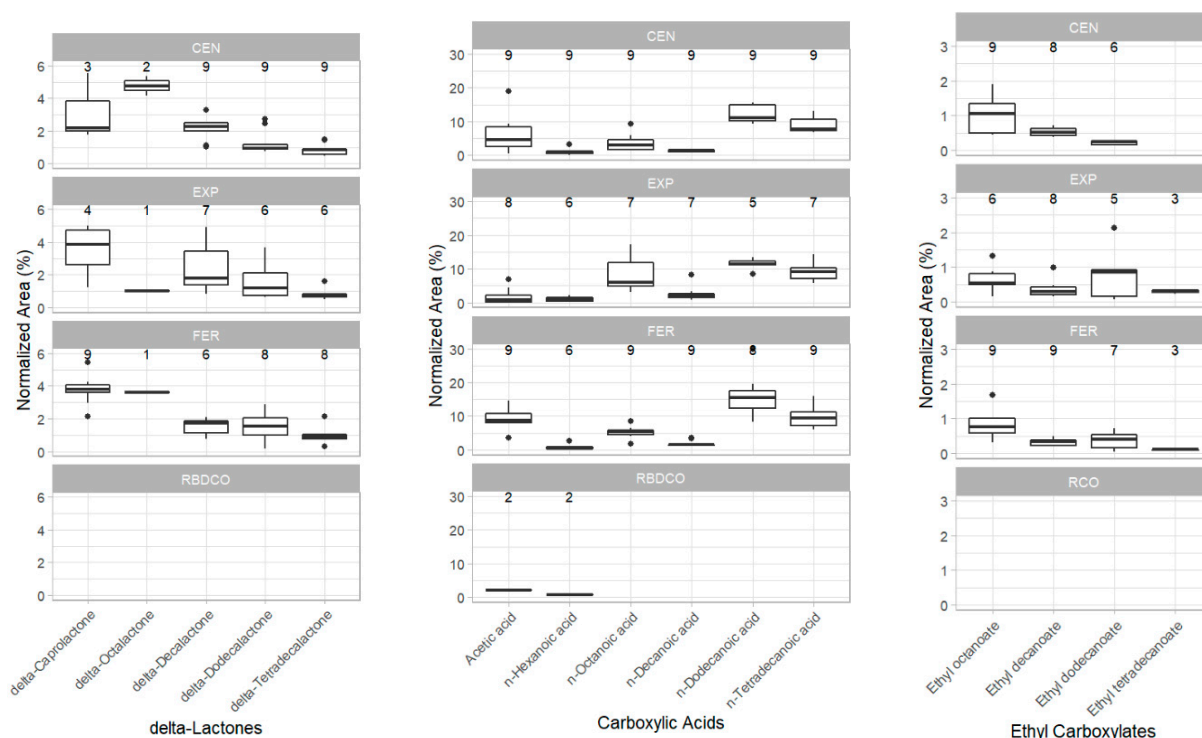 Normalized Area (%)
CEN
3 2 9 9 9
6
4
2
0
EXP
4 1 7 6 6
6
4
2
0
FER
9 1 6 8 8
6
4
2
0
RBDCO
6
4
2
0
delta-Caprolactone
delta-Octalactone
delta-Decalactone
delta-Dodecalactone
delta-Tetradecalactone
delta-Lactones
Normalized Area (%)
CEN
9 9 9 9 9 9
30
20
10
0
EXP
8 6 7 7 5 7
30
20
10
0
FER
9 6 9 9 8 9
30
20
10
0
RBDCO
2 2
30
20
10
0
Acetic acid
n-Hexanoic acid
n-Octanoic acid
n-Decanoic acid
n-Dodecanoic acid
n-Tetradecanoic acid
Carboxylic Acids
Normalized Area (%)
CEN
9 8 6
3
2
1
0
EXP
6 8 5 3
3
2
1
0
FER
9 9 7 3
3
2
1
0
RCO
3
2
1
0
Ethyl octanoate
Ethyl decanoate
Ethyl dodecanoate
Ethyl tetradecanoate
Ethyl Carboxylates